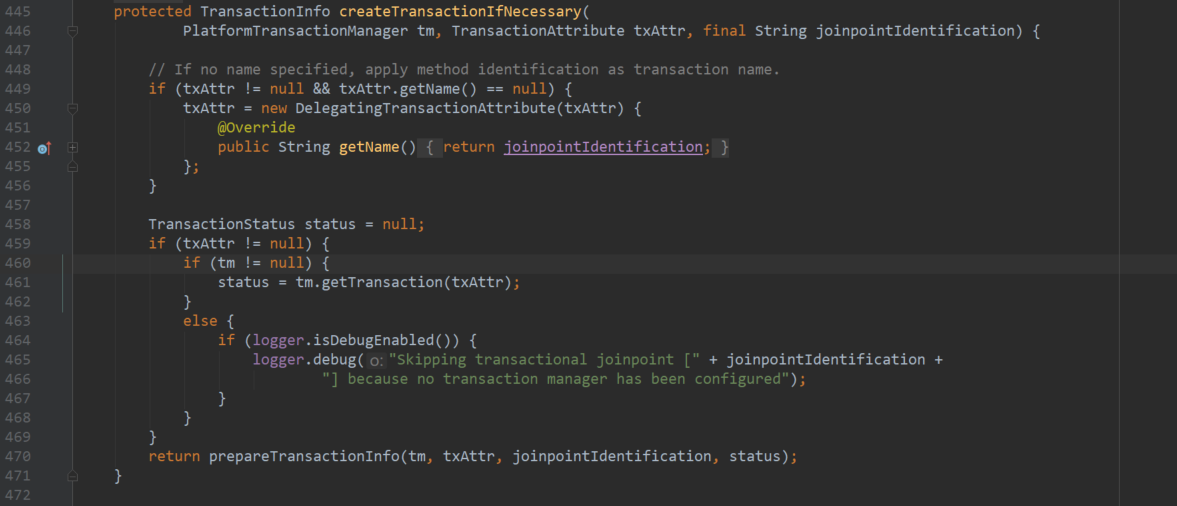 445 protected TransactionInfo createTransactionIfNecessary(
446 PlatformTransactionManager tm, TransactionAttribute txAttr, final String joinpointIdentification) {
447
448 // If no name specified, apply method identification as transaction name.
449 if (txAttr != null && txAttr.getName() == null) {
450 txAttr = new DelegatingTransactionAttribute(txAttr) {
451 @Override
452 public String getName() { return joinpointIdentification; }
455 };
456 }
457
458 TransactionStatus status = null;
459 if (txAttr != null) {
460 if (tm != null) {
461 status = tm.getTransaction(txAttr);
462 }
463 else {
464 if (logger.isDebugEnabled()) {
465 logger.debug( o: "Skipping transactional joinpoint [" + joinpointIdentification +
466 "] because no transaction manager has been configured");
467 }
468 }
469 }
470 return prepareTransactionInfo(tm, txAttr, joinpointIdentification, status);
471 }
472